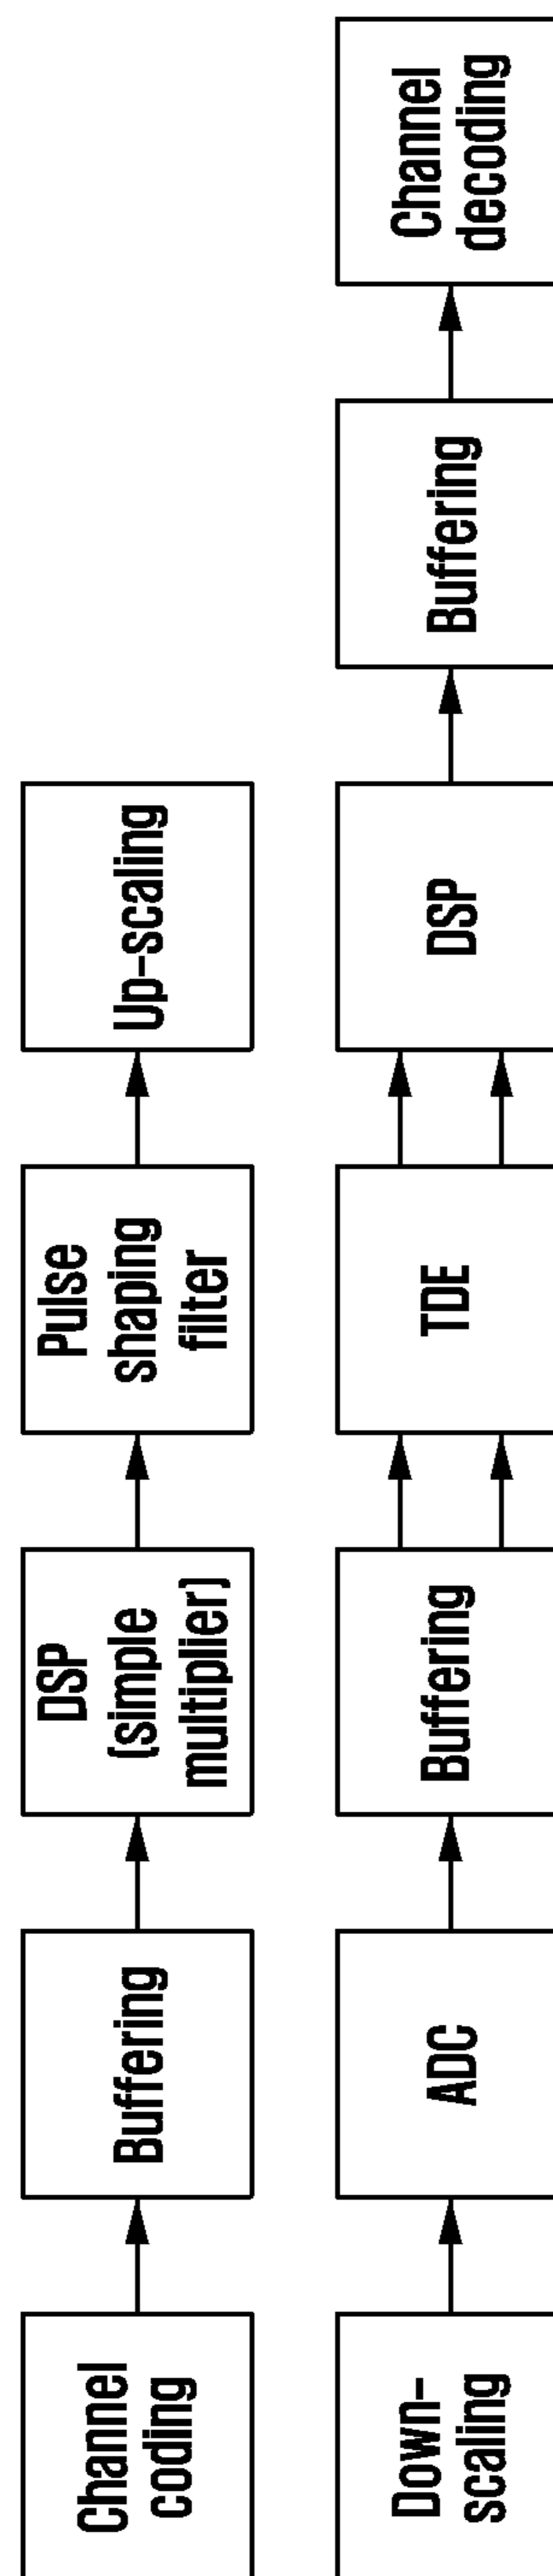 Channel
coding
Buffering
DSP
(simple
multiplier)
Pulse
shaping
filter
Up-scaling
Down-
scaling
ADC
Buffering
TDE
DSP
Buffering
Channel
decoding